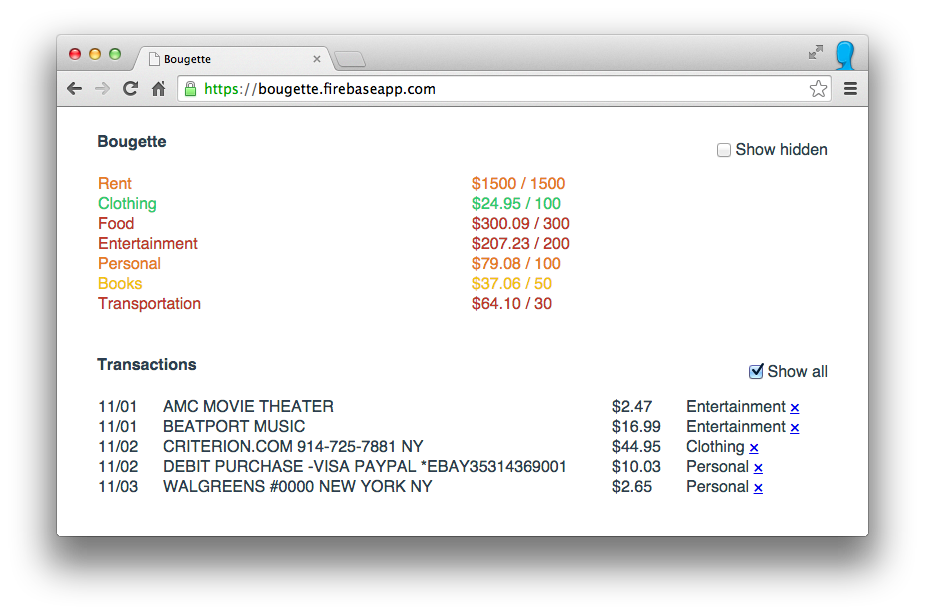 Bougette
https://bougette.firebaseapp.com
Bougette
Show hidden
Rent $1500 / 1500
Clothing $24.95 / 100
Food $300.09 / 300
Entertainment $207.23 / 200
Personal $79.08 / 100
Books $37.06 / 50
Transportation $64.10 / 30
Transactions
Show all
11/01 AMC MOVIE THEATER $2.47 Entertainment ×
11/01 BEATPORT MUSIC $16.99 Entertainment ×
11/02 CRITERION.COM 914-725-7881 NY $44.95 Clothing ×
11/02 DEBIT PURCHASE -VISA PAYPAL *EBAY35314369001 $10.03 Personal ×
11/03 WALGREENS #0000 NEW YORK NY $2.65 Personal ×